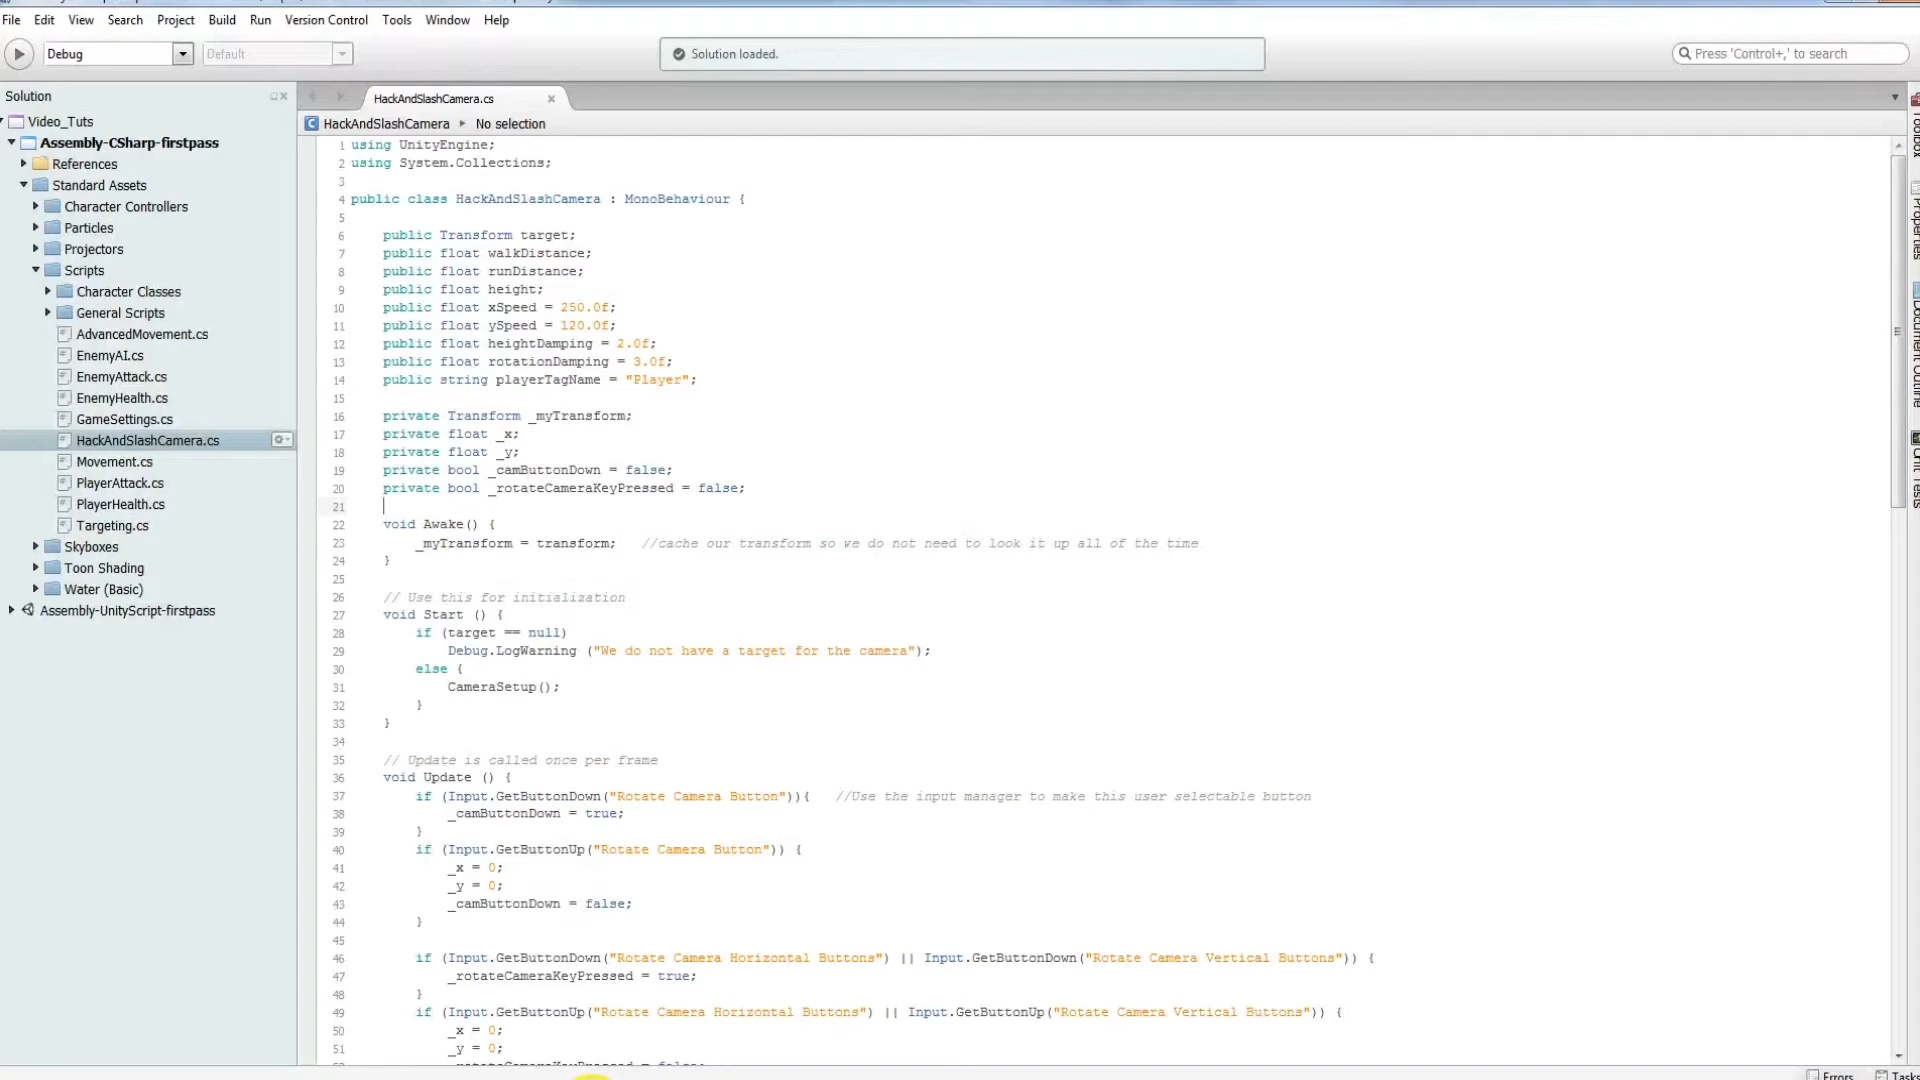 File Edit View Search Project Build Run Version Control Tools Window Help
Debug Default Solution loaded. Press 'Control+,' to search
Solution
Video_Tuts
Assembly-CSharp-firstpass
References
Standard Assets
Character Controllers
Particles
Projectors
Scripts
Character Classes
General Scripts
AdvancedMovement.cs
EnemyAI.cs
EnemyAttack.cs
EnemyHealth.cs
GameSettings.cs
HackAndSlashCamera.cs
Movement.cs
PlayerAttack.cs
PlayerHealth.cs
Targeting.cs
Skyboxes
Toon Shading
Water (Basic)
Assembly-UnityScript-firstpass
HackAndSlashCamera.cs
HackAndSlashCamera No selection
1 using UnityEngine;
2 using System.Collections;
3
4 public class HackAndSlashCamera : MonoBehaviour {
5
6 public Transform target;
7 public float walkDistance;
8 public float runDistance;
9 public float height;
10 public float xSpeed = 250.0f;
11 public float ySpeed = 120.0f;
12 public float heightDamping = 2.0f;
13 public float rotationDamping = 3.0f;
14 public string playerTagName = "Player";
15
16 private Transform _myTransform;
17 private float _x;
18 private float _y;
19 private bool _camButtonDown = false;
20 private bool _rotateCameraKeyPressed = false;
21
22 void Awake() {
23 _myTransform = transform; //cache our transform so we do not need to look it up all of the time
24 }
25
26 // Use this for initialization
27 void Start () {
28 if (target == null)
29 Debug.LogWarning ("We do not have a target for the camera");
30 else {
31 CameraSetup();
32 }
33 }
34
35 // Update is called once per frame
36 void Update () {
37 if (Input.GetButtonDown("Rotate Camera Button")){ //Use the input manager to make this user selectable button
38 _camButtonDown = true;
39 }
40 if (Input.GetButtonUp("Rotate Camera Button")) {
41 _x = 0;
42 _y = 0;
43 _camButtonDown = false;
44 }
45
46 if (Input.GetButtonDown("Rotate Camera Horizontal Buttons") || Input.GetButtonDown("Rotate Camera Vertical Buttons")) {
47 _rotateCameraKeyPressed = true;
48 }
49 if (Input.GetButtonUp("Rotate Camera Horizontal Buttons") || Input.GetButtonUp("Rotate Camera Vertical Buttons")) {
50 _x = 0;
51 _y = 0;
_rotateCameraKeyPressed = false;
Toolbox
Properties
Document Outline
Unit Tests
Errors Tasks